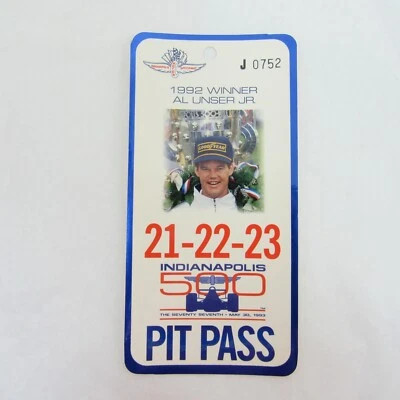 J 0752
1992 WINNER
AL UNSER JR.
GOODYEAR
21-22-23
INDIANAPOLIS
500
THE SEVENTY SEVENTH • MAY 30, 1993
PIT PASS